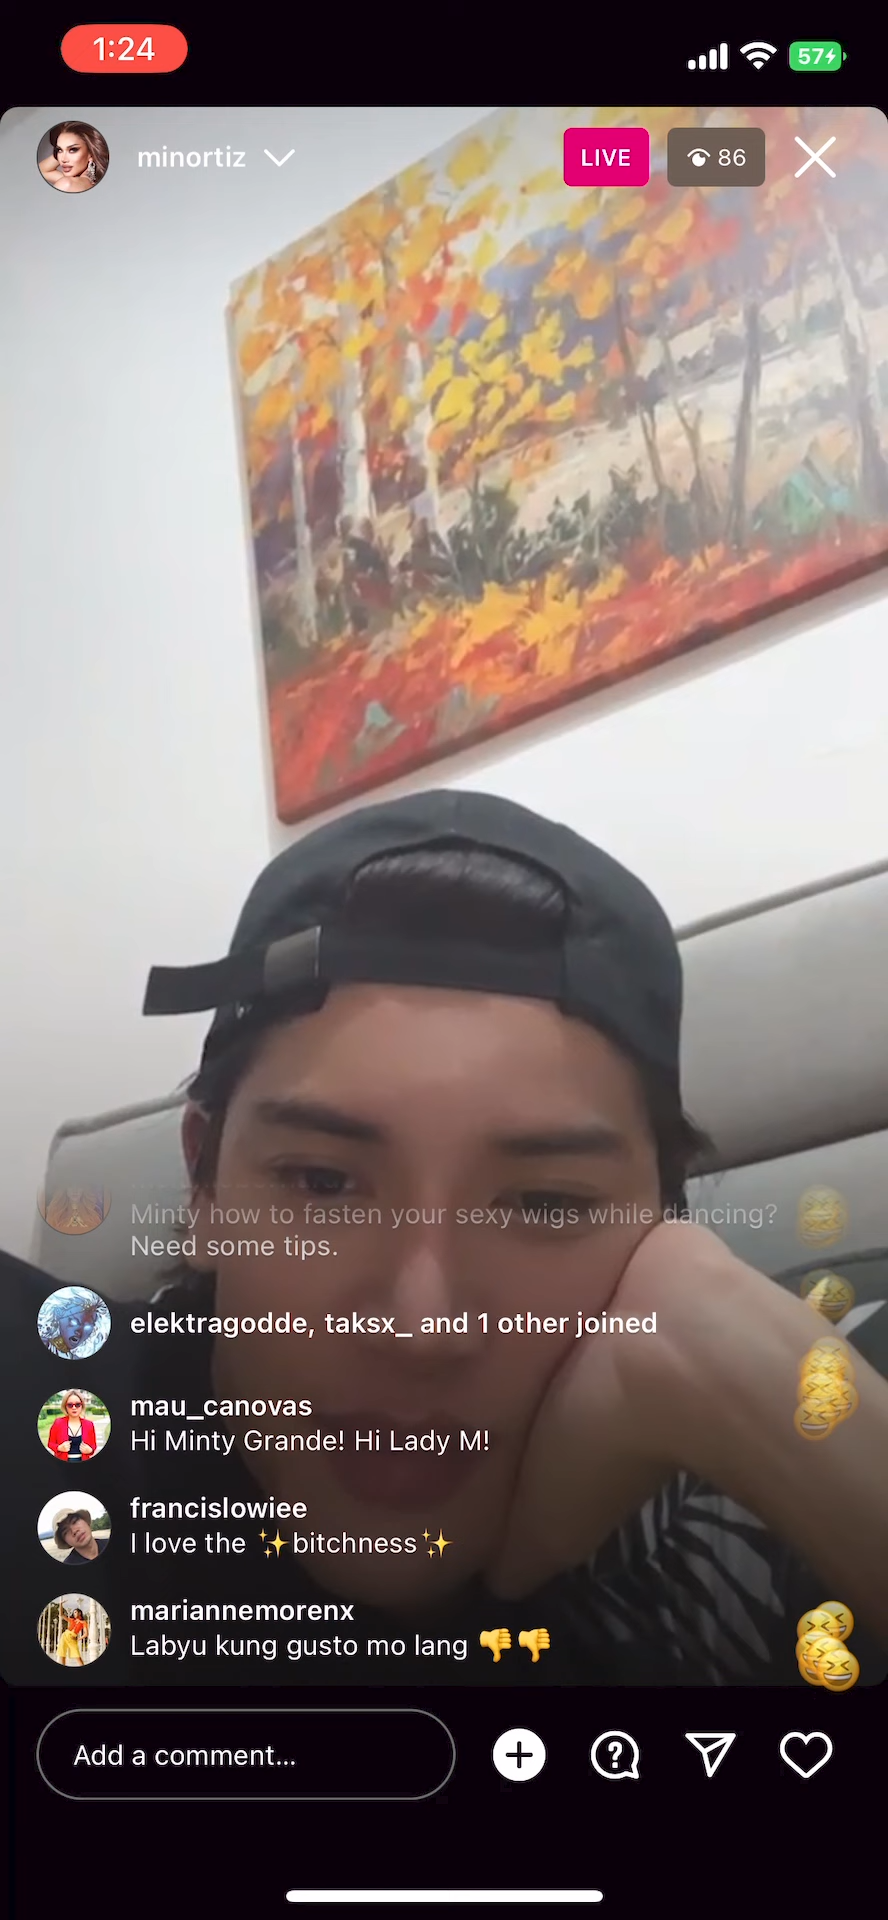 1:24
57
minortiz
LIVE
86
Minty how to fasten your sexy wigs while dancing?
Need some tips.
elektragodde, taksx_ and 1 other joined
mau_canovas
Hi Minty Grande! Hi Lady M!
francislowiee
I love the ✨bitchness✨
mariannemorenx
Labyu kung gusto mo lang 👎👎
Add a comment...